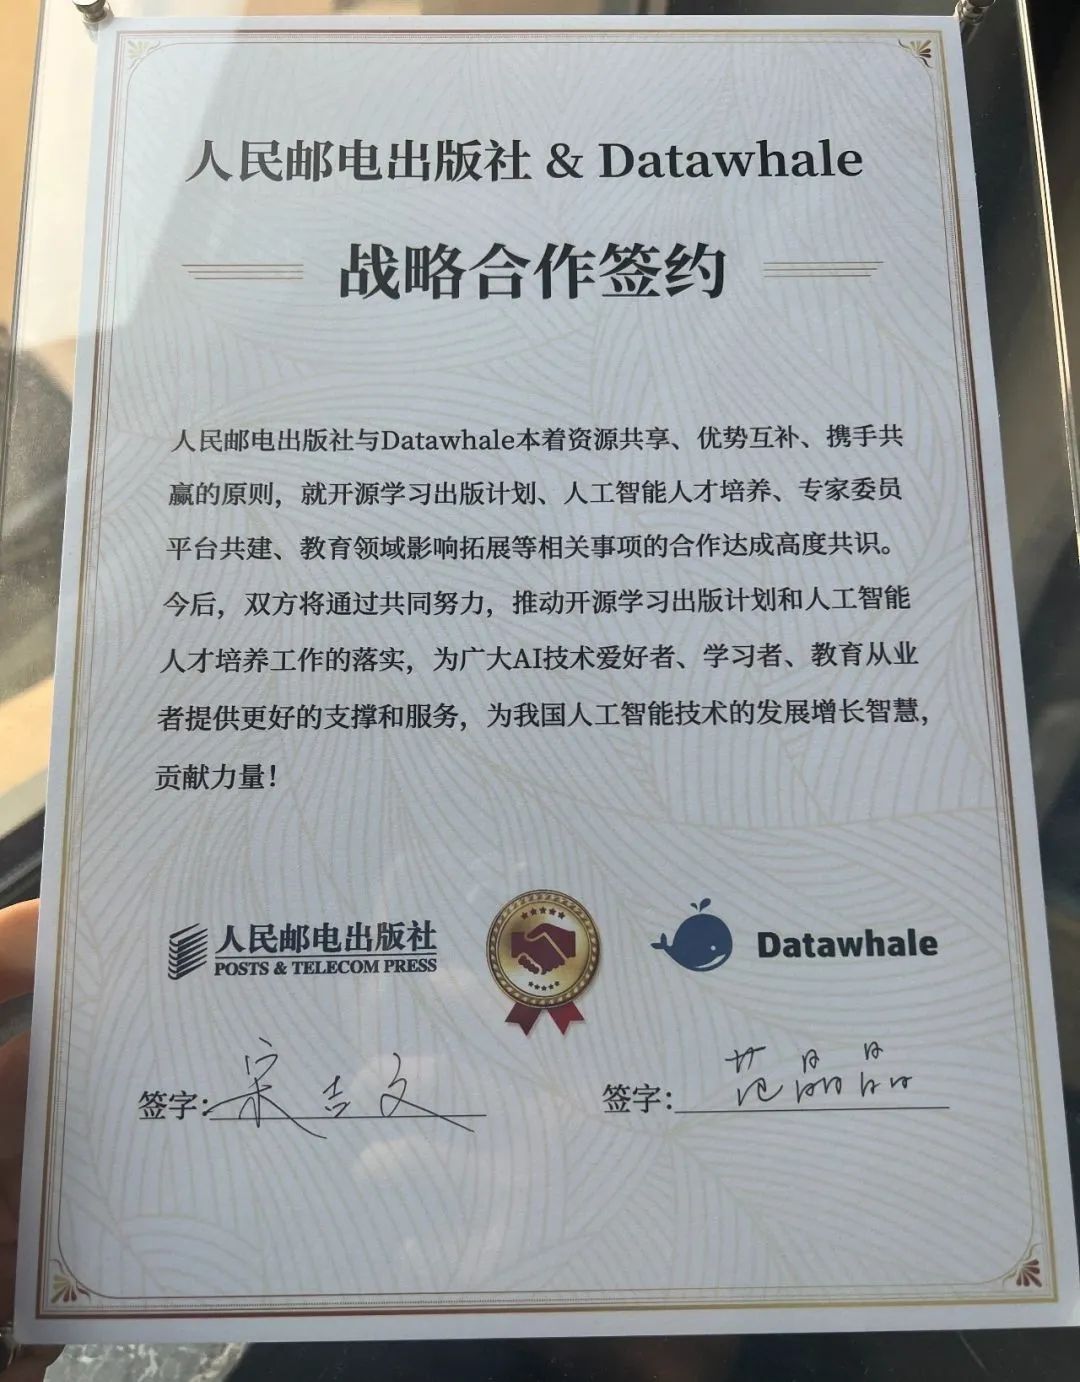 人民邮电出版社 & Datawhale
战略合作签约
人民邮电出版社与Datawhale本着资源共享、优势互补、携手共
赢的原则，就开源学习出版计划、人工智能人才培养、专家委员
平台共建、教育领域影响拓展等相关事项的合作达成高度共识。
今后，双方将通过共同努力，推动开源学习出版计划和人工智能
人才培养工作的落实，为广大AI技术爱好者、学习者、教育从业
者提供更好的支撑和服务，为我国人工智能技术的发展增长智慧，
贡献力量！
人民邮电出版社
POSTS & TELECOM PRESS
Datawhale
签字：宋吉文
签字：范晶晶